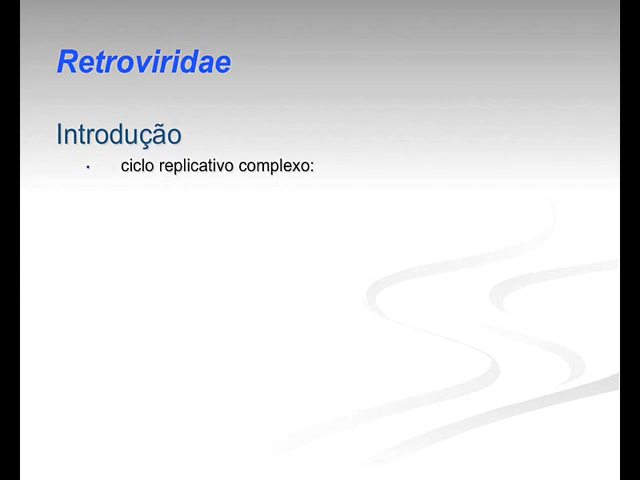 Retroviridae
Introdução
• ciclo replicativo complexo: